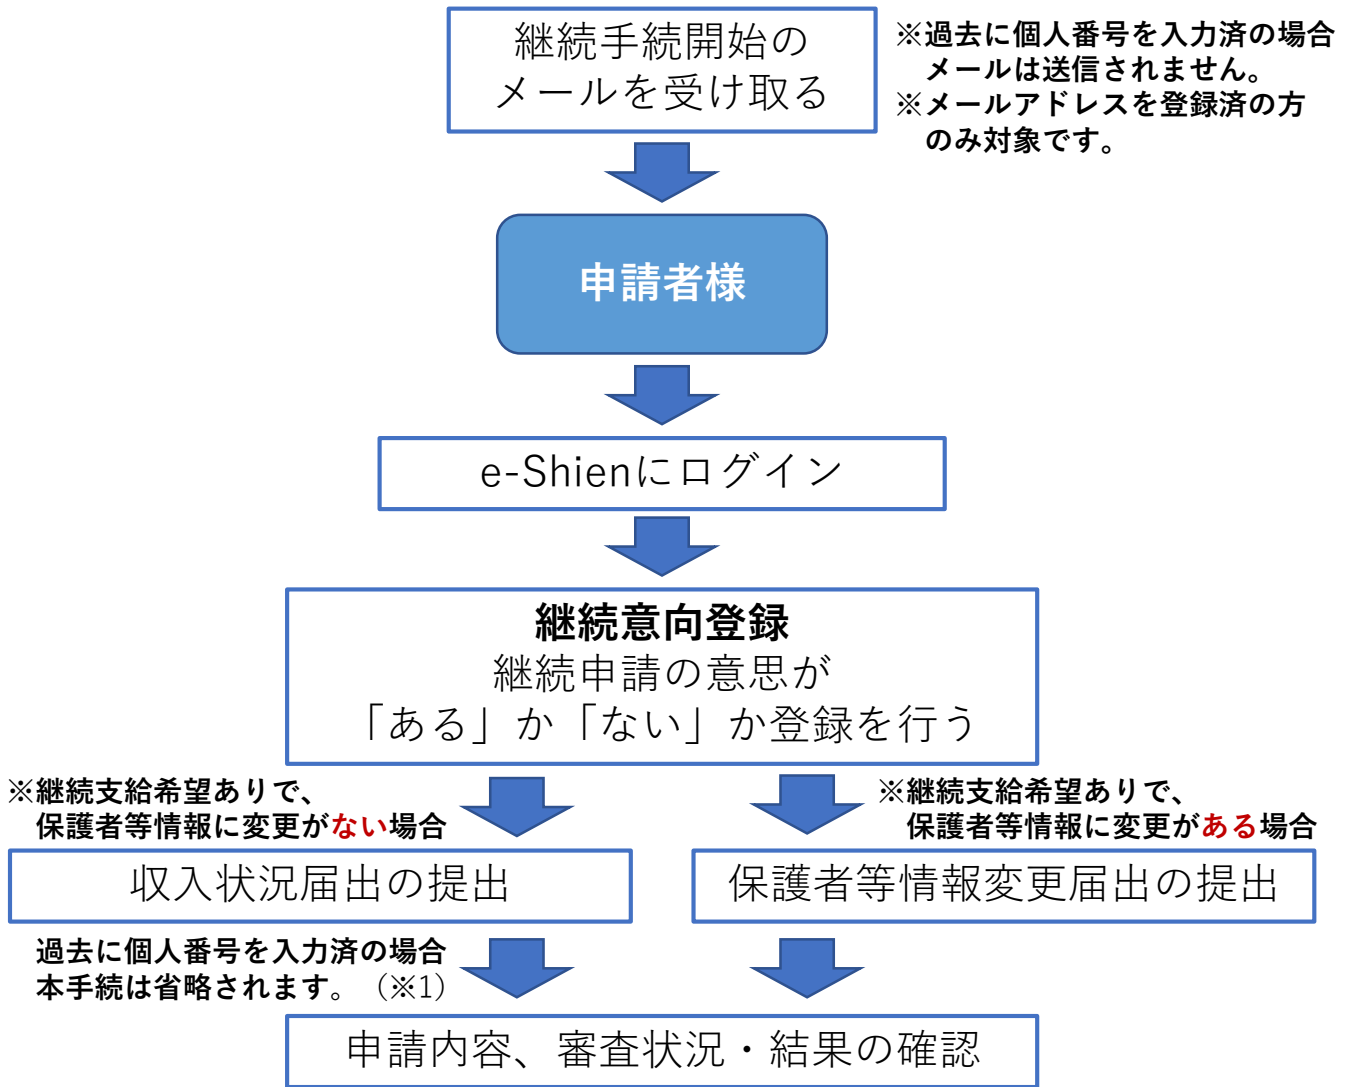 継続手続開始の
メールを受け取る
※過去に個人番号を入力済の場合
メールは送信されません。
※メールアドレスを登録済の方
のみ対象です。
申請者様
e-Shienにログイン
継続意向登録
継続申請の意思が
「ある」か「ない」か登録を行う
※継続支給希望ありで、
保護者等情報に変更がない場合
※継続支給希望ありで、
保護者等情報に変更がある場合
収入状況届出の提出
保護者等情報変更届出の提出
過去に個人番号を入力済の場合
本手続は省略されます。（※1）
申請内容、審査状況・結果の確認